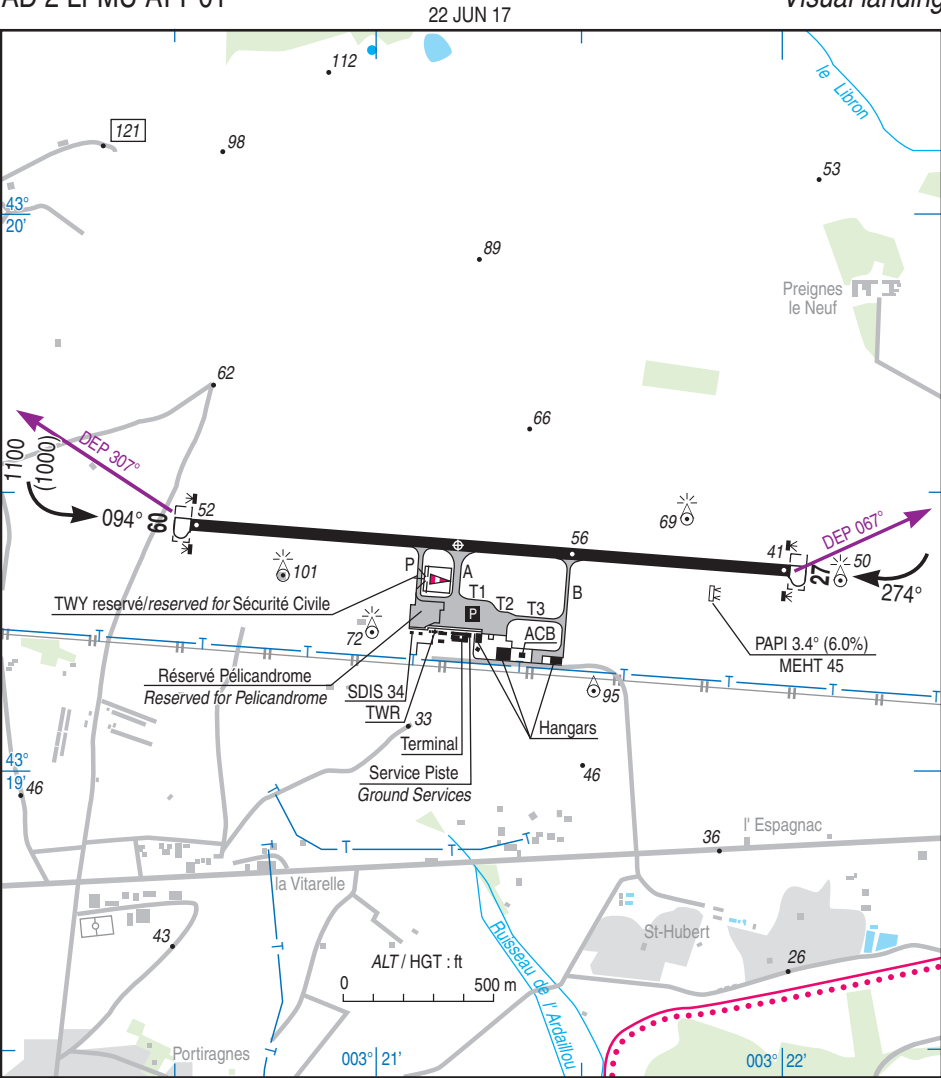 AD 2 LFMU ATT 01
Visual landing
22 JUN 17
112
le Libron
121
98
53
43°
20'
89
Preignes
le Neuf
62
66
DEP 307°
1100
(1000)
094°
09
52
69
56
DEP 067°
41
27
50
274°
101
P
A
B
T1
T2
T3
P
ACB
TWY reservé/reserved for Sécurité Civile
72
T
T
T
T
T
T
T
PAPI 3.4° (6.0%)
MEHT 45
Réservé Pélicandrome
Reserved for Pelicandrome
SDIS 34
TWR
33
95
Hangars
Terminal
43°
19'
46
Service Piste
Ground Services
46
T
T
T
T
T
l' Espagnac
36
la Vitarelle
43
T
St-Hubert
Ruisseau de l' Ardaillou
26
ALT / HGT : ft
0
500 m
Portiragnes
T
003° 21'
003° 22'